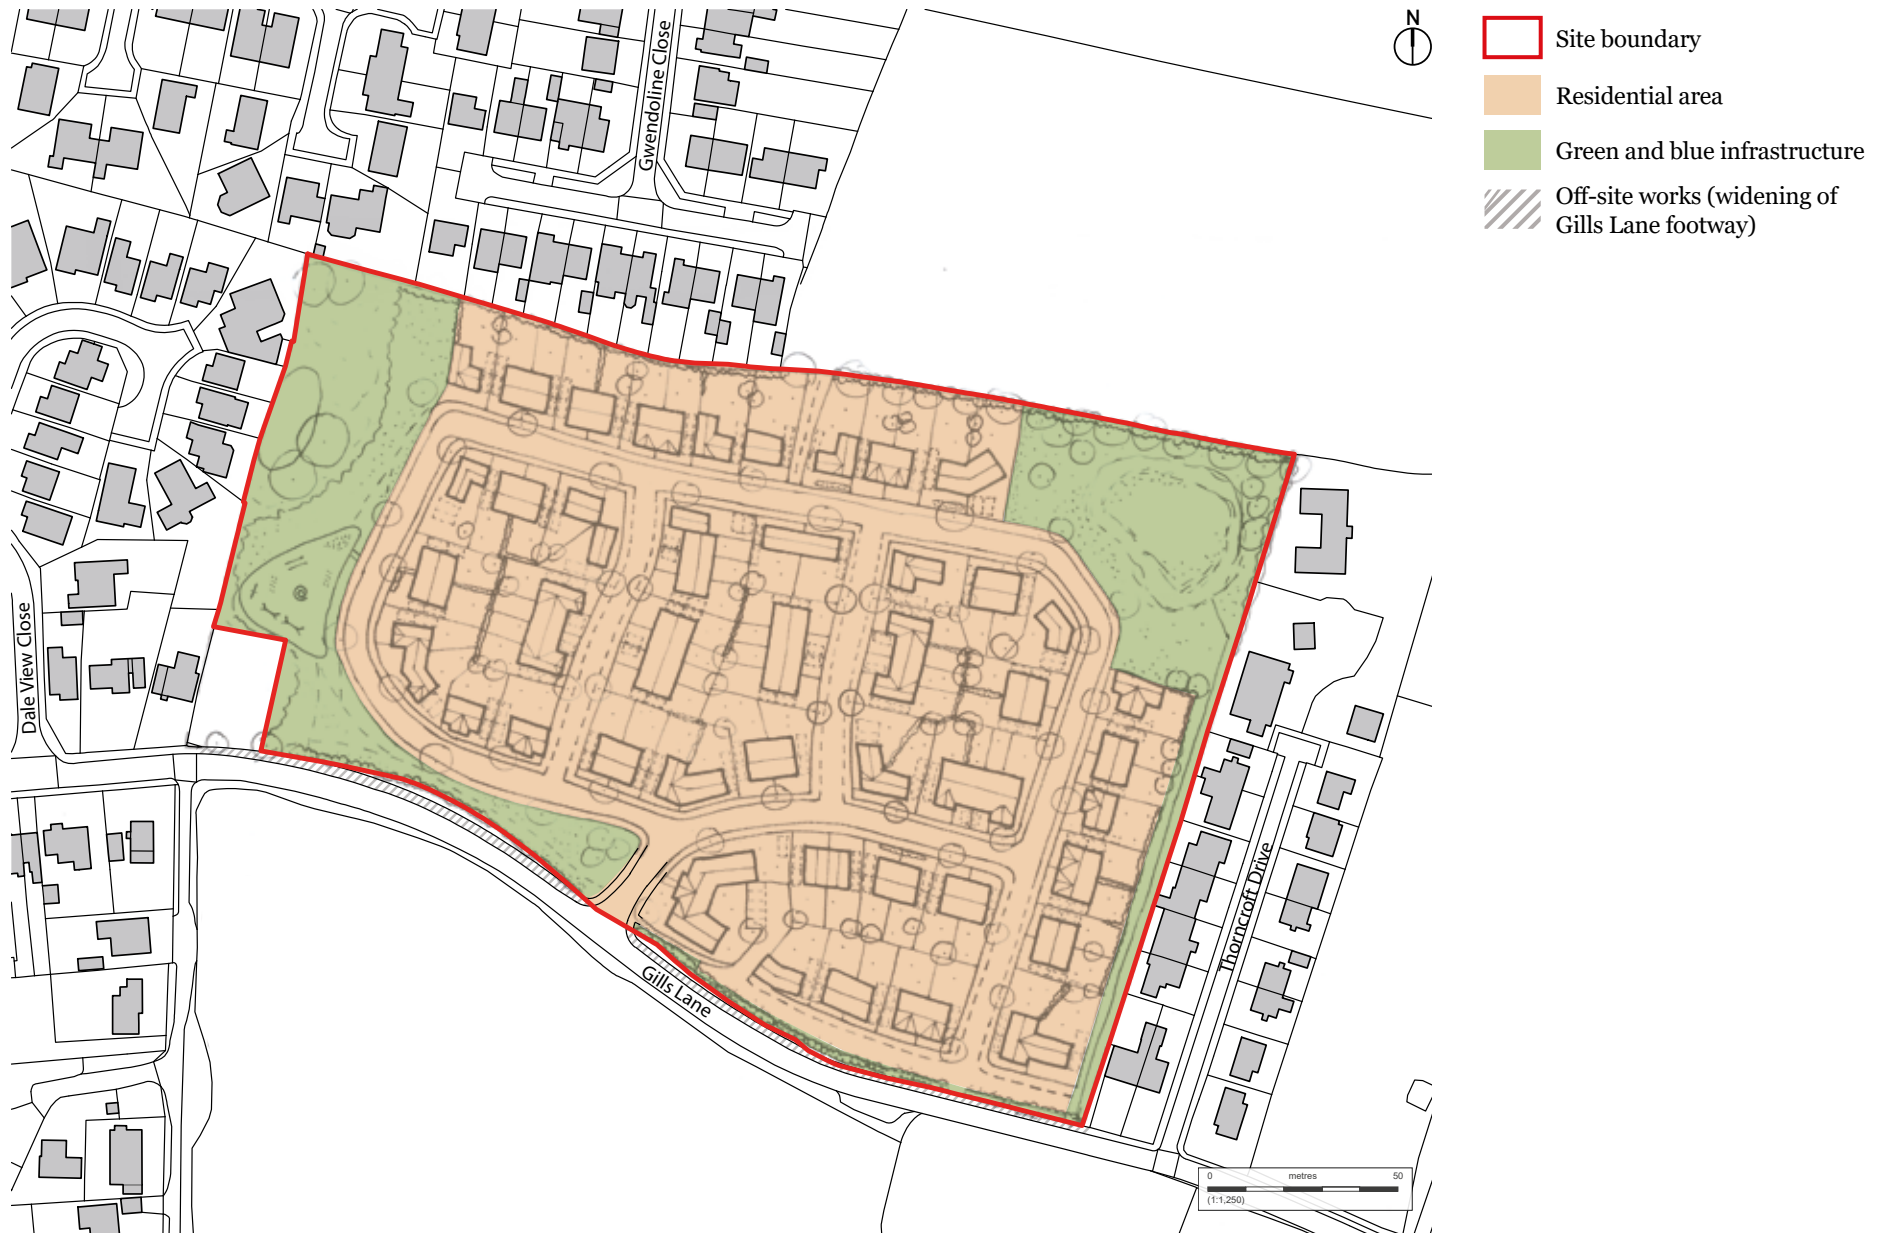 N
Site boundary
Residential area
Green and blue infrastructure
Off-site works (widening of
Gills Lane footway)
Gwendoline Close
Dale View Close
Thorncroft Drive
Gills Lane
0 metres 50
(1:1,250)